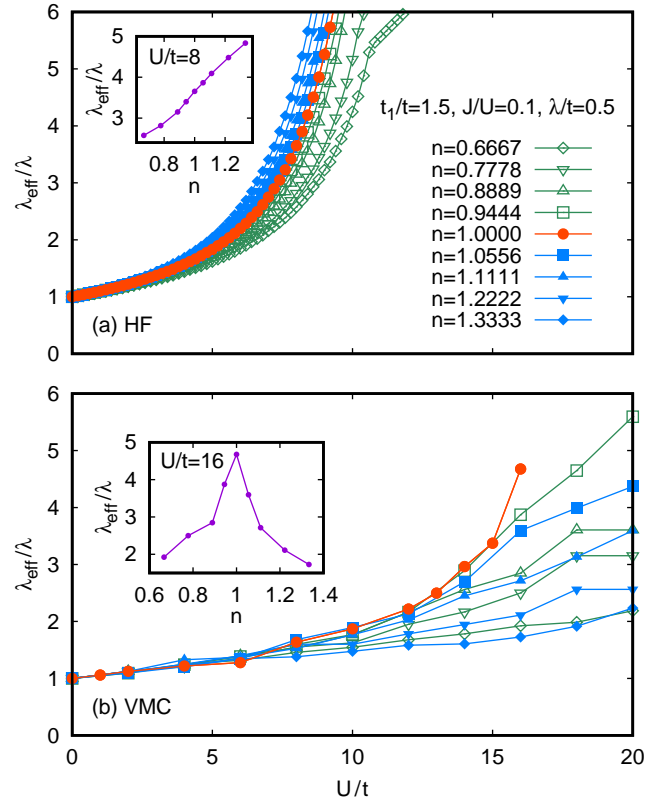 6
5
4
3
2
1
0
λ_eff/λ
(a) HF
U/t=8
5
4
3
λ_eff/λ
0.8 1 1.2
n
t₁/t=1.5, J/U=0.1, λ/t=0.5
n=0.6667
n=0.7778
n=0.8889
n=0.9444
n=1.0000
n=1.0556
n=1.1111
n=1.2222
n=1.3333
6
5
4
3
2
1
0
λ_eff/λ
(b) VMC
U/t=16
5
4
3
2
λ_eff/λ
0.6 0.8 1 1.2 1.4
n
0 5 10 15 20
U/t